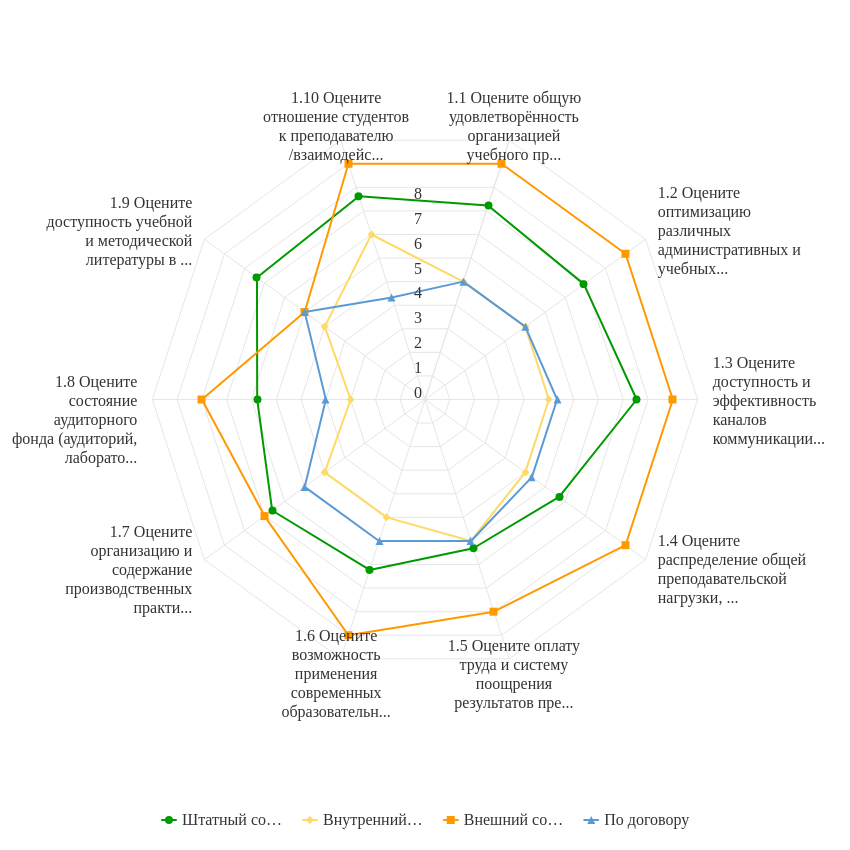 1.10 Оцените
отношение студентов
к преподавателю
/взаимодейс...
1.1 Оцените общую
удовлетворённость
организацией
учебного пр...
1.2 Оцените
оптимизацию
различных
административных и
учебных...
1.9 Оцените
доступность учебной
и методической
литературы в ...
8
7
6
5
4
3
2
1
0
1.3 Оцените
доступность и
эффективность
каналов
коммуникации...
1.8 Оцените
состояние
аудиторного
фонда (аудиторий,
лаборато...
1.4 Оцените
распределение общей
преподавательской
нагрузки, ...
1.7 Оцените
организацию и
содержание
производственных
практи...
1.6 Оцените
возможность
применения
современных
образовательн...
1.5 Оцените оплату
труда и систему
поощрения
результатов пре...
Штатный со…
Внутренний…
Внешний со…
По договору